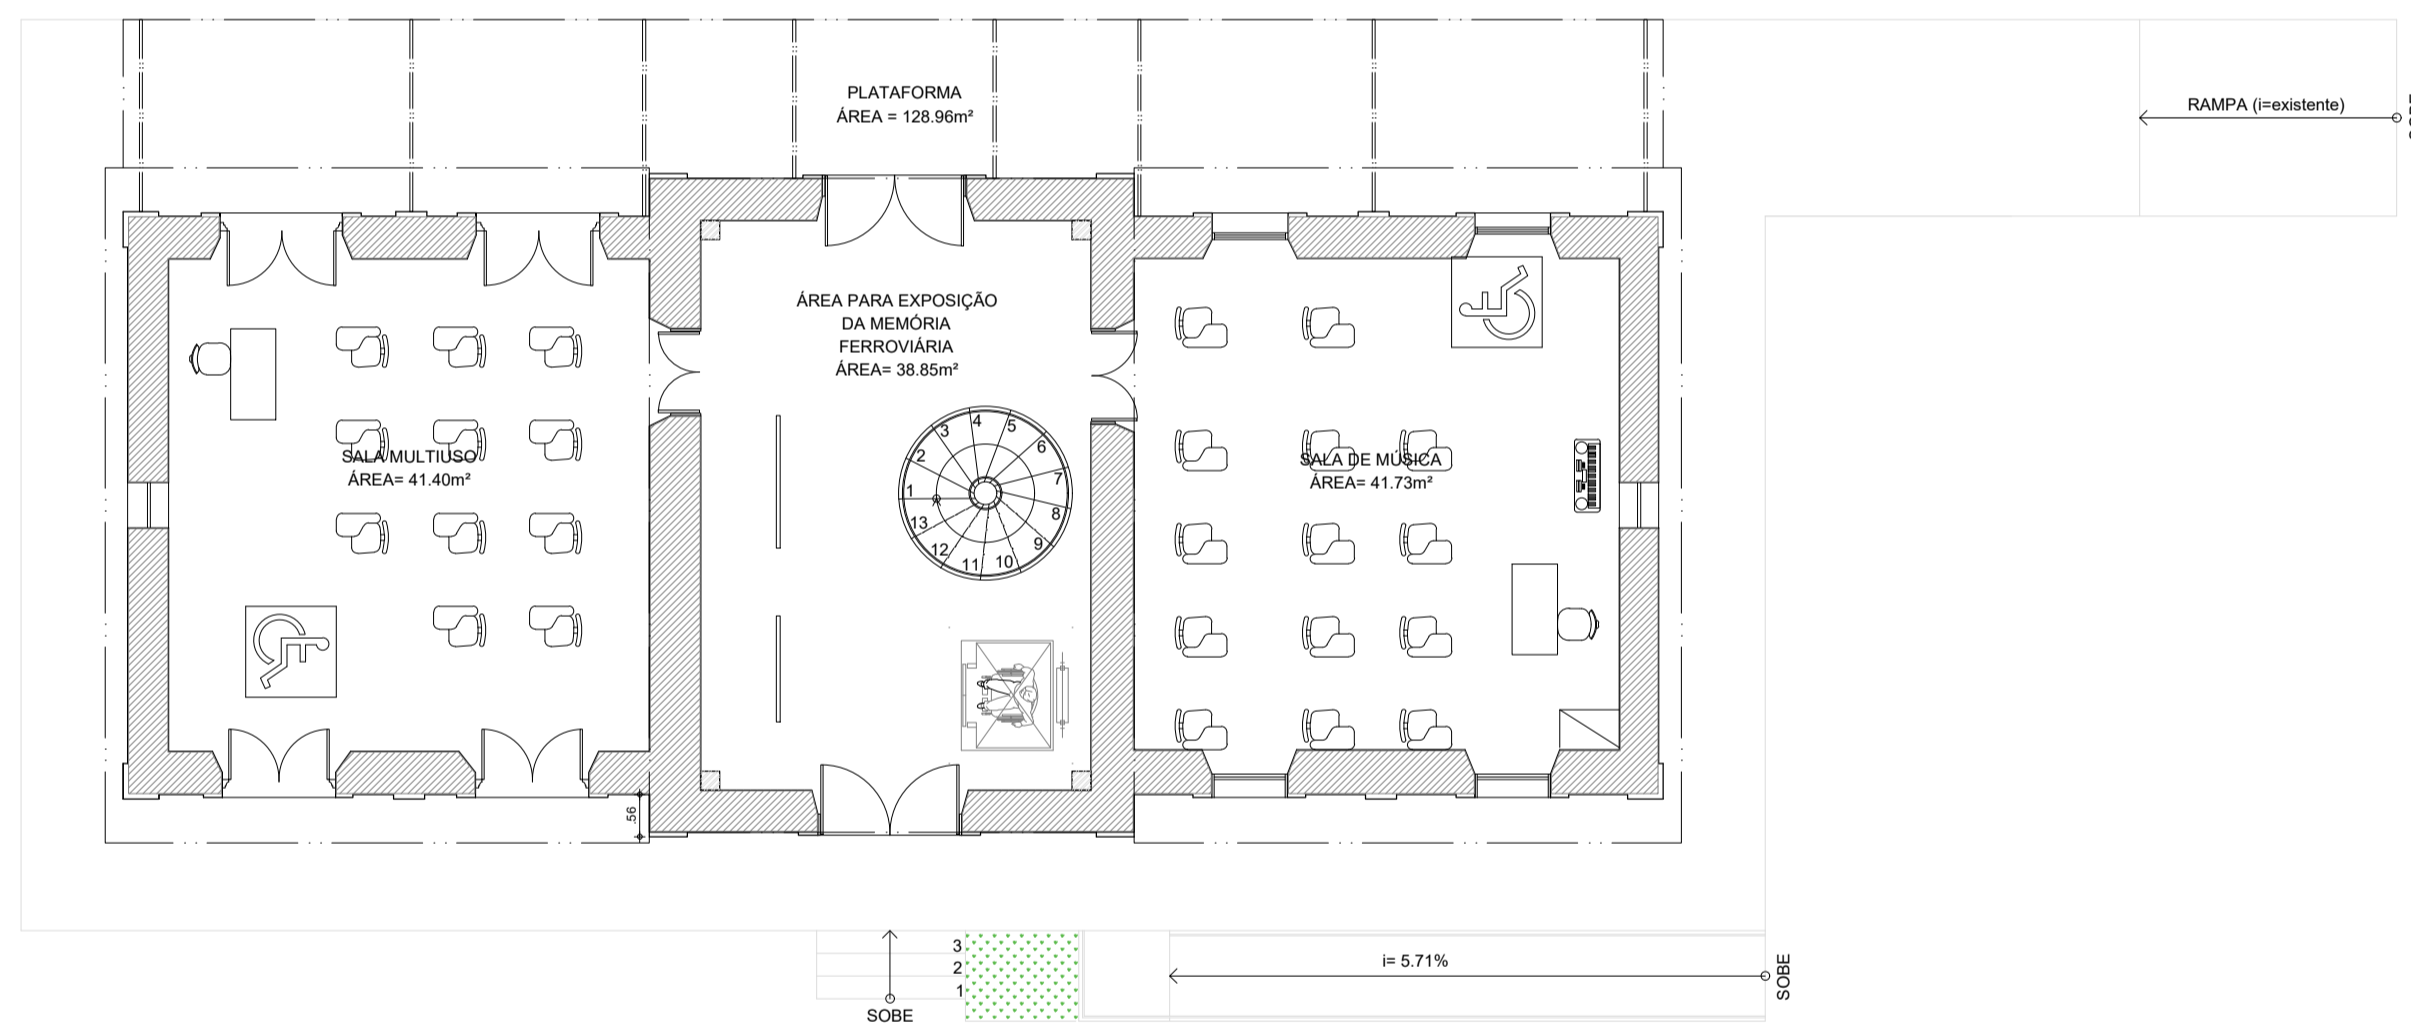 PLATAFORMA
ÁREA = 128.96m²
RAMPA (i=existente)
ÁREA PARA EXPOSIÇÃO
DA MEMÓRIA
FERROVIÁRIA
ÁREA= 38.85m²
SALA MULTIUSO
ÁREA= 41.40m²
1
2
3
4
5
6
7
8
9
10
11
12
13
SALA DE MÚSICA
ÁREA= 41.73m²
.56
3
2
1
SOBE
i= 5.71%
SOBE